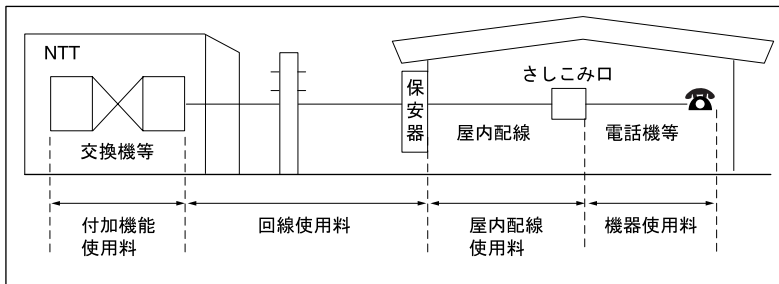 NTT
交換機等
保安器
屋内配線
さしこみ口
電話機等
付加機能
使用料
回線使用料
屋内配線
使用料
機器使用料